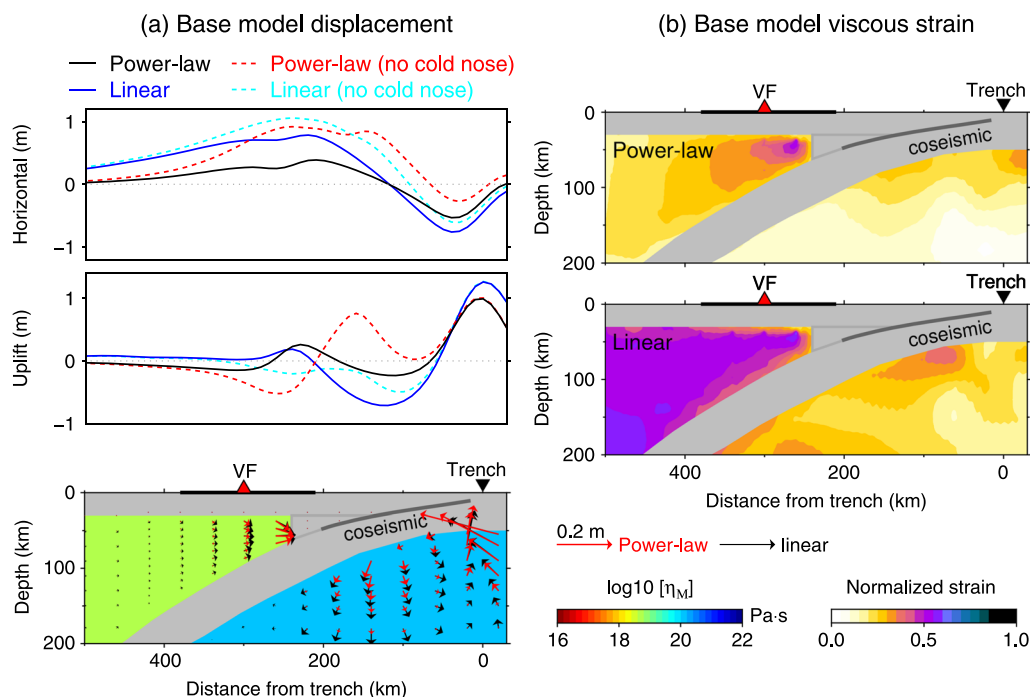 (a) Base model displacement
Power-law
Power-law (no cold nose)
Linear
Linear (no cold nose)
Horizontal (m)
1
0
−1
Uplift (m)
1
0
−1
VF
Trench
Depth (km)
0
100
200
coseismic
400
200
0
Distance from trench (km)
(b) Base model viscous strain
VF
Trench
Depth (km)
0
100
200
Power-law
coseismic
VF
Trench
Depth (km)
0
100
200
Linear
coseismic
400
200
0
Distance from trench (km)
0.2 m
Power-law
linear
log10 [ηM]
Pa·s
16
18
20
22
Normalized strain
0.0
0.5
1.0